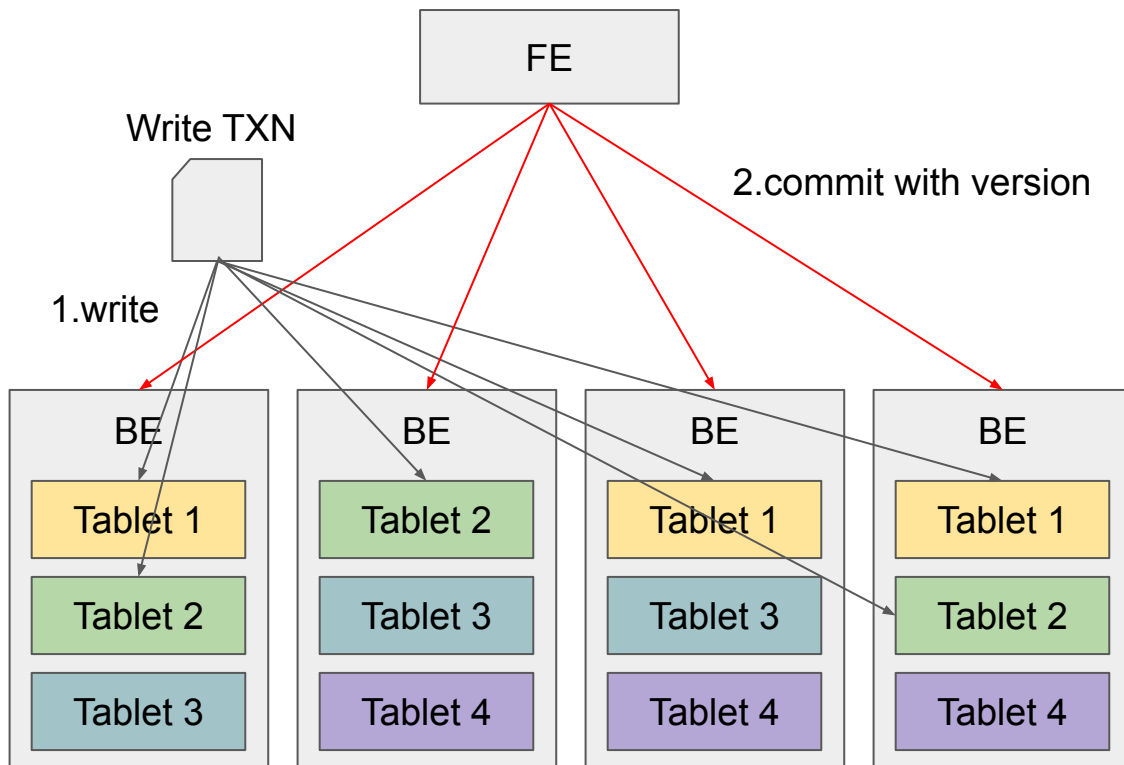 FE
Write TXN
2.commit with version
1.write
BE
Tablet 1
Tablet 2
Tablet 3
BE
Tablet 2
Tablet 3
Tablet 4
BE
Tablet 1
Tablet 3
Tablet 4
BE
Tablet 1
Tablet 2
Tablet 4